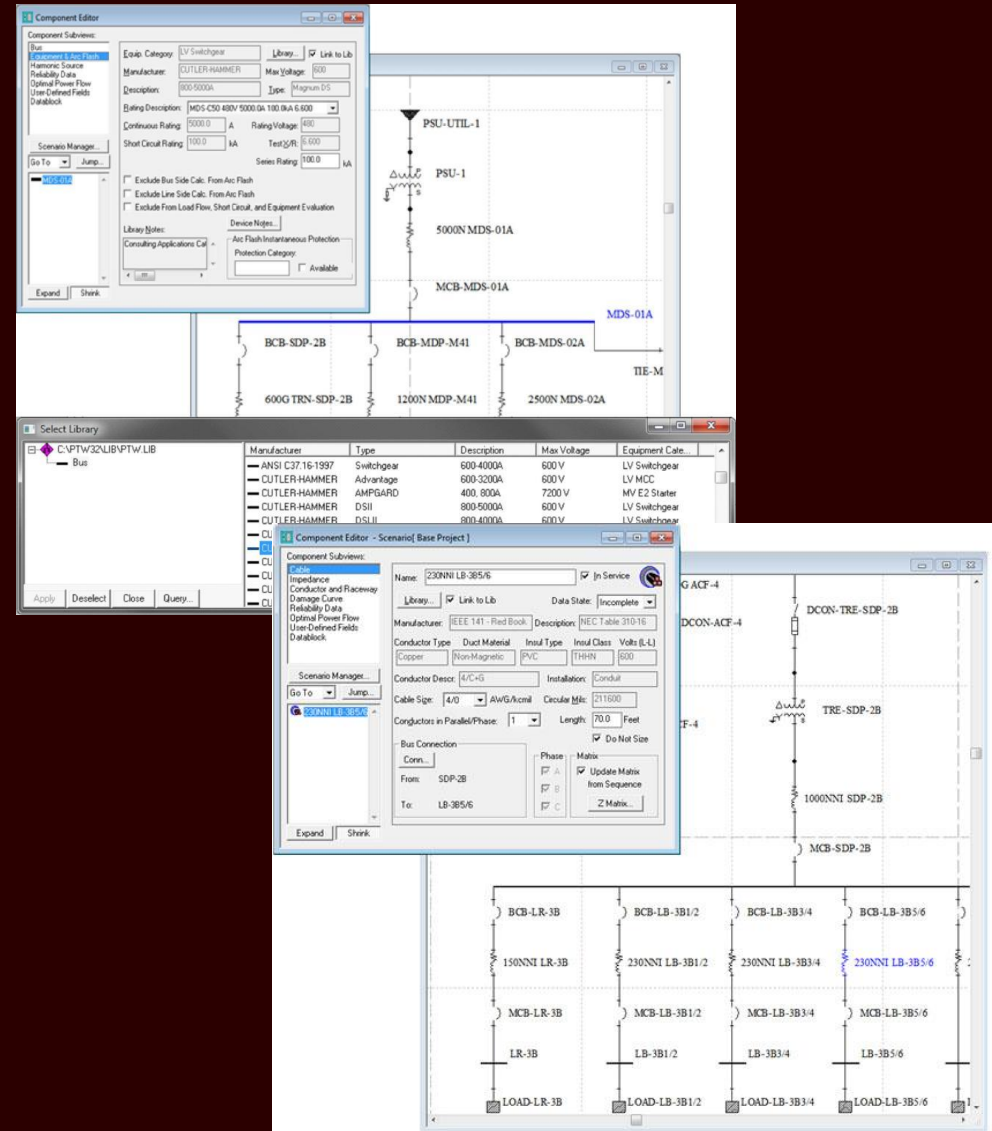 Component Editor
Component Subviews:
Bus
Equipment & Arc Flash
Harmonic Source
Reliability Data
Optimal Power Flow
User-Defined Fields
Datablock
Scenario Manager...
Go To Jump...
MDS-01A
Expand Shrink
Equip. Category: LV Switchgear Library... Link to Lib
Manufacturer: CUTLER-HAMMER Max Voltage: 600
Description: 800-5000A Type: Magnum DS
Rating Description: MDS-C50 480V 5000.0A 100.0kA 6.600
Continuous Rating: 5000.0 A Rating Voltage: 480
Short Circuit Rating: 100.0 kA Test X/R: 6.600
Series Rating: 100.0 kA
Exclude Bus Side Calc. From Arc Flash
Exclude Line Side Calc. From Arc Flash
Exclude From Load Flow, Short Circuit, and Equipment Evaluation
Device Notes...
Library Notes:
Consulting Applications Cat
Arc Flash Instantaneous Protection
Protection Category:
Available
PSU-UTIL-1
PSU-1
5000N MDS-01A
MCB-MDS-01A
MDS-01A
BCB-SDP-2B BCB-MDP-M41 BCB-MDS-02A
TIE-M
600G TRN-SDP-2B 1200N MDP-M41 2500N MDS-02A
Select Library
C:\PTW32\LIB\PTW.LIB
Bus
Manufacturer Type Description Max Voltage Equipment Cate...
ANSI C37.16-1997 Switchgear 600-4000A 600 V LV Switchgear
CUTLER-HAMMER Advantage 600-3200A 600 V LV MCC
CUTLER-HAMMER AMPGARD 400, 800A 7200 V MV E2 Starter
CUTLER-HAMMER DSII 800-5000A 600 V LV Switchgear
CUTLER-HAMMER DSLII 800-4000A 600 V LV Switchgear
CU
CU
CU
CU
CU
CU
Apply Deselect Close Query...
Component Editor - Scenario[ Base Project ]
Component Subviews:
Cable
Impedance
Conductor and Raceway
Damage Curve
Reliability Data
Optimal Power Flow
User-Defined Fields
Datablock
Scenario Manager...
Go To Jump...
230NNI LB-3B5/6
Expand Shrink
Name: 230NNI LB-3B5/6 In Service
Library... Link to Lib Data State: Incomplete
Manufacturer: IEEE 141 - Red Book Description: NEC Table 310-16
Conductor Type Duct Material Insul Type Insul Class Volts (L-L)
Copper Non-Magnetic PVC THHN 600
Conductor Descr: 4/C+G Installation: Conduit
Cable Size: 4/0 AWG/kcmil Circular Mils: 211600
Conductors in Parallel/Phase: 1 Length: 70.0 Feet
Do Not Size
Bus Connection
Conn...
From: SDP-2B
To: LB-3B5/6
Phase
A
B
C
Matrix
Update Matrix
from Sequence
Z Matrix...
G ACF-4
DCON-ACF-4
F-4
DCON-TRE-SDP-2B
TRE-SDP-2B
1000NNI SDP-2B
MCB-SDP-2B
BCB-LR-3B BCB-LB-3B1/2 BCB-LB-3B3/4 BCB-LB-3B5/6
150NNI LR-3B 230NNI LB-3B1/2 230NNI LB-3B3/4 230NNI LB-3B5/6
MCB-LR-3B MCB-LB-3B1/2 MCB-LB-3B3/4 MCB-LB-3B5/6
LR-3B LB-3B1/2 LB-3B3/4 LB-3B5/6
LOAD-LR-3B LOAD-LB-3B1/2 LOAD-LB-3B3/4 LOAD-LB-3B5/6